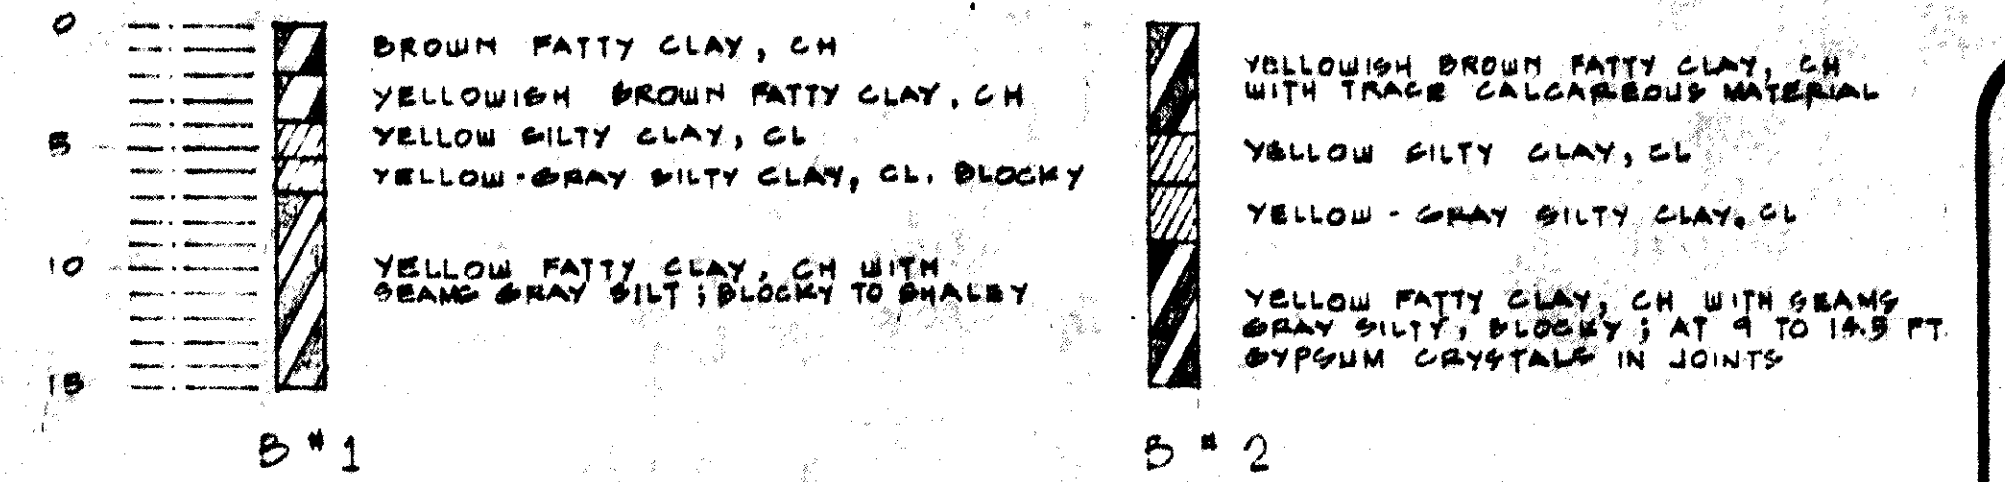 0
5
10
15
BROWN FATTY CLAY, CH
YELLOWISH BROWN FATTY CLAY, CH
YELLOW SILTY CLAY, CL
YELLOW-GRAY SILTY CLAY, CL. BLOCKY
YELLOW FATTY CLAY, CH WITH
SEAMS GRAY SILT; BLOCKY TO SHALEY
B # 1
YELLOWISH BROWN FATTY CLAY, CH
WITH TRACE CALCAREOUS MATERIAL
YELLOW SILTY CLAY, CL
YELLOW - GRAY SILTY CLAY, CL
YELLOW FATTY CLAY, CH WITH SEAMS
GRAY SILTY, BLOCKY; AT 9 TO 14.5 FT.
GYPSUM CRYSTALS IN JOINTS
B # 2